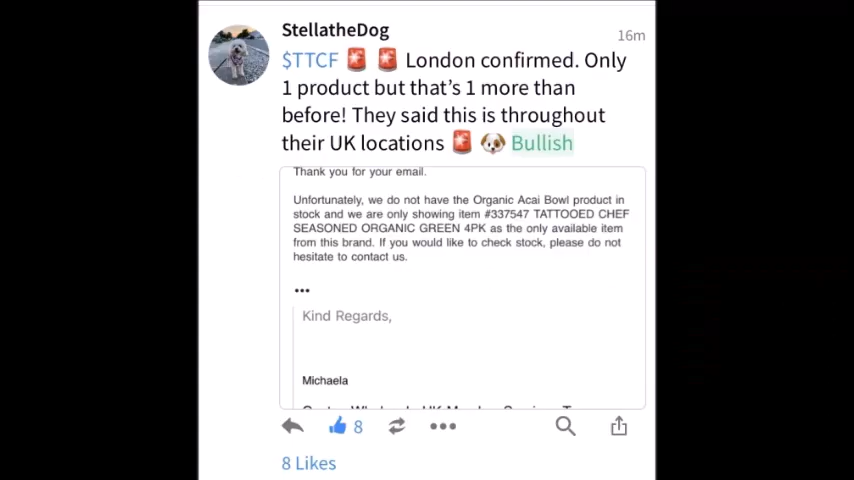 StellatheDog
16m
$TTCF 🚨 🚨 London confirmed. Only
1 product but that’s 1 more than
before! They said this is throughout
their UK locations 🚨 🐶 Bullish
Thank you for your email.
Unfortunately, we do not have the Organic Acai Bowl product in
stock and we are only showing item #337547 TATTOOED CHEF
SEASONED ORGANIC GREEN 4PK as the only available item
from this brand. If you would like to check stock, please do not
hesitate to contact us.
•••
Kind Regards,
Michaela
8
8 Likes